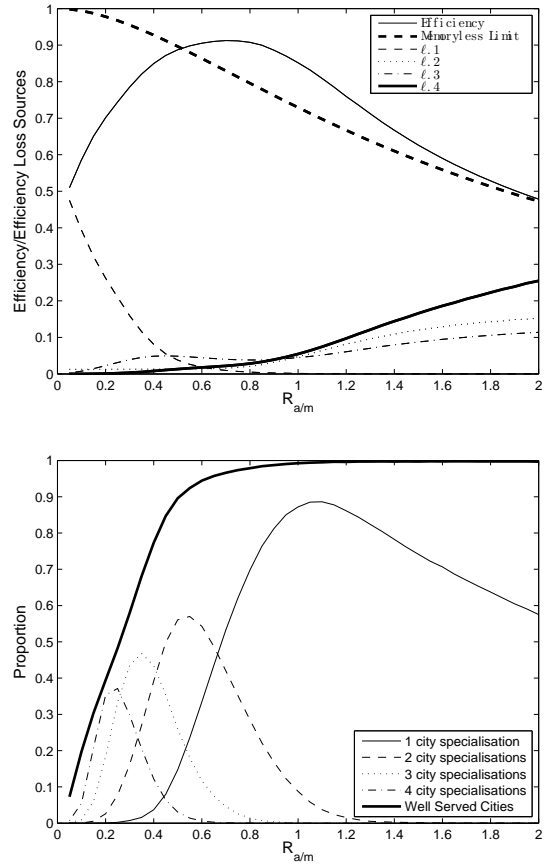 1
0.9
0.8
0.7
0.6
0.5
0.4
0.3
0.2
0.1
0
Efficiency/Efficiency Loss Sources
Efficiency
Memoryless Limit
ℓ.1
ℓ.2
ℓ.3
ℓ.4
0 0.2 0.4 0.6 0.8 1 1.2 1.4 1.6 1.8 2
R a/m
1
0.9
0.8
0.7
0.6
0.5
0.4
0.3
0.2
0.1
0
Proportion
1 city specialisation
2 city specialisations
3 city specialisations
4 city specialisations
Well Served Cities
0 0.2 0.4 0.6 0.8 1 1.2 1.4 1.6 1.8 2
R a/m